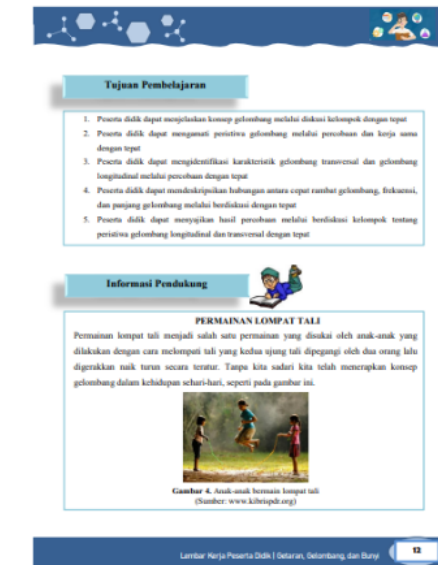 Tujuan Pembelajaran
1. Peserta didik dapat menjelaskan konsep gelombang melalui diskusi kelompok dengan tepat
2. Peserta didik dapat mengamati peristiwa gelombang melalui percobaan dan kerja sama
dengan tepat
3. Peserta didik dapat mengidentifikasi karakteristik gelombang transversal dan gelombang
longitudinal melalui percobaan dengan tepat
4. Peserta didik dapat mendeskripsikan hubungan antara cepat rambat gelombang, frekuensi,
dan panjang gelombang melalui berdiskusi dengan tepat
5. Peserta didik dapat menyajikan hasil percobaan melalui berdiskusi kelompok tentang
peristiwa gelombang longitudinal dan transversal dengan tepat
Informasi Pendukung
PERMAINAN LOMPAT TALI
Permainan lompat tali menjadi salah satu permainan yang disukai oleh anak-anak yang
dilakukan dengan cara melompati tali yang kedua ujung tali dipegangi oleh dua orang lalu
digerakkan naik turun secara teratur. Tanpa kita sadari kita telah menerapkan konsep
gelombang dalam kehidupan sehari-hari, seperti pada gambar ini.
Gambar 4. Anak-anak bermain lompat tali
(Sumber: www.kibrispdr.org)
Lembar Kerja Peserta Didik | Getaran, Gelombang, dan Bunyi
12